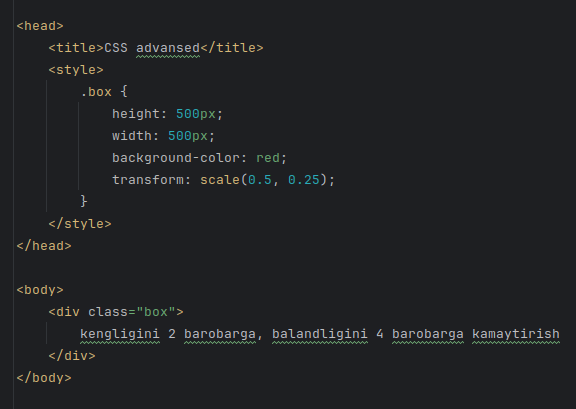 <head>
    <title>CSS advansed</title>
    <style>
        .box {
            height: 500px;
            width: 500px;
            background-color: red;
            transform: scale(0.5, 0.25);
        }
    </style>
</head>

<body>
    <div class="box">
        kengligini 2 barobarga, balandligini 4 barobarga kamaytirish
    </div>
</body>